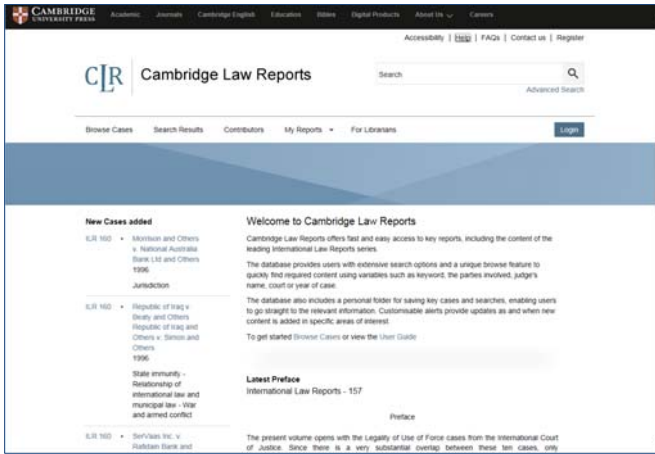 CAMBRIDGE
UNIVERSITY PRESS
Academic Journals Cambridge English Education Bibles Digital Products About Us Careers
Accessibility | Help | FAQs | Contact us | Register
CLR Cambridge Law Reports
Search
Advanced Search
Browse Cases Search Results Contributors My Reports For Librarians Login
New Cases added
ILR 160 • Morrison and Others
v. National Australia
Bank Ltd and Others
1996
Jurisdiction
ILR 160 • Republic of Iraq v.
Beaty and Others
Republic of Iraq and
Others v. Simon and
Others
1996
State immunity -
Relationship of
international law and
municipal law - War
and armed conflict
ILR 160 • SerVaas Inc. v.
Rafidain Bank and
Welcome to Cambridge Law Reports
Cambridge Law Reports offers fast and easy access to key reports, including the content of the
leading International Law Reports series.
The database provides users with extensive search options and a unique browse feature to
quickly find required content using variables such as keyword, the parties involved, judge's
name, court or year of case.
The database also includes a personal folder for saving key cases and searches, enabling users
to go straight to the relevant information. Customisable alerts provide updates as and when new
content is added in specific areas of interest.
To get started Browse Cases or view the User Guide
Latest Preface
International Law Reports - 157
Preface
The present volume opens with the Legality of Use of Force cases from the International Court
of Justice. Since there is a very substantial overlap between these ten cases, only